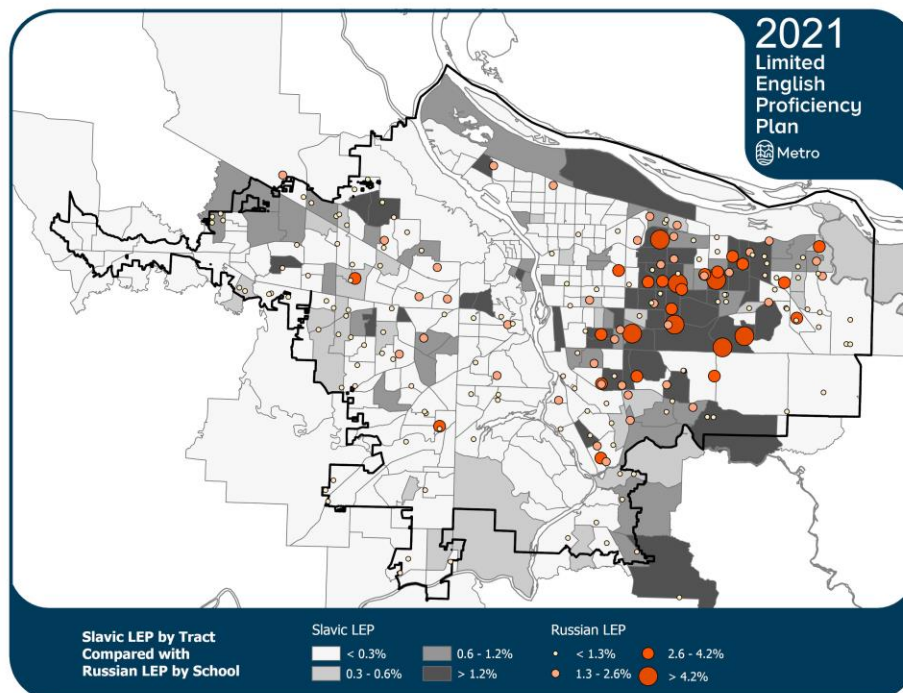 2021
Limited
English
Proficiency
Plan
Metro
Slavic LEP by Tract
Compared with
Russian LEP by School
Slavic LEP
< 0.3%
0.3 - 0.6%
0.6 - 1.2%
> 1.2%
Russian LEP
< 1.3%
1.3 - 2.6%
2.6 - 4.2%
> 4.2%